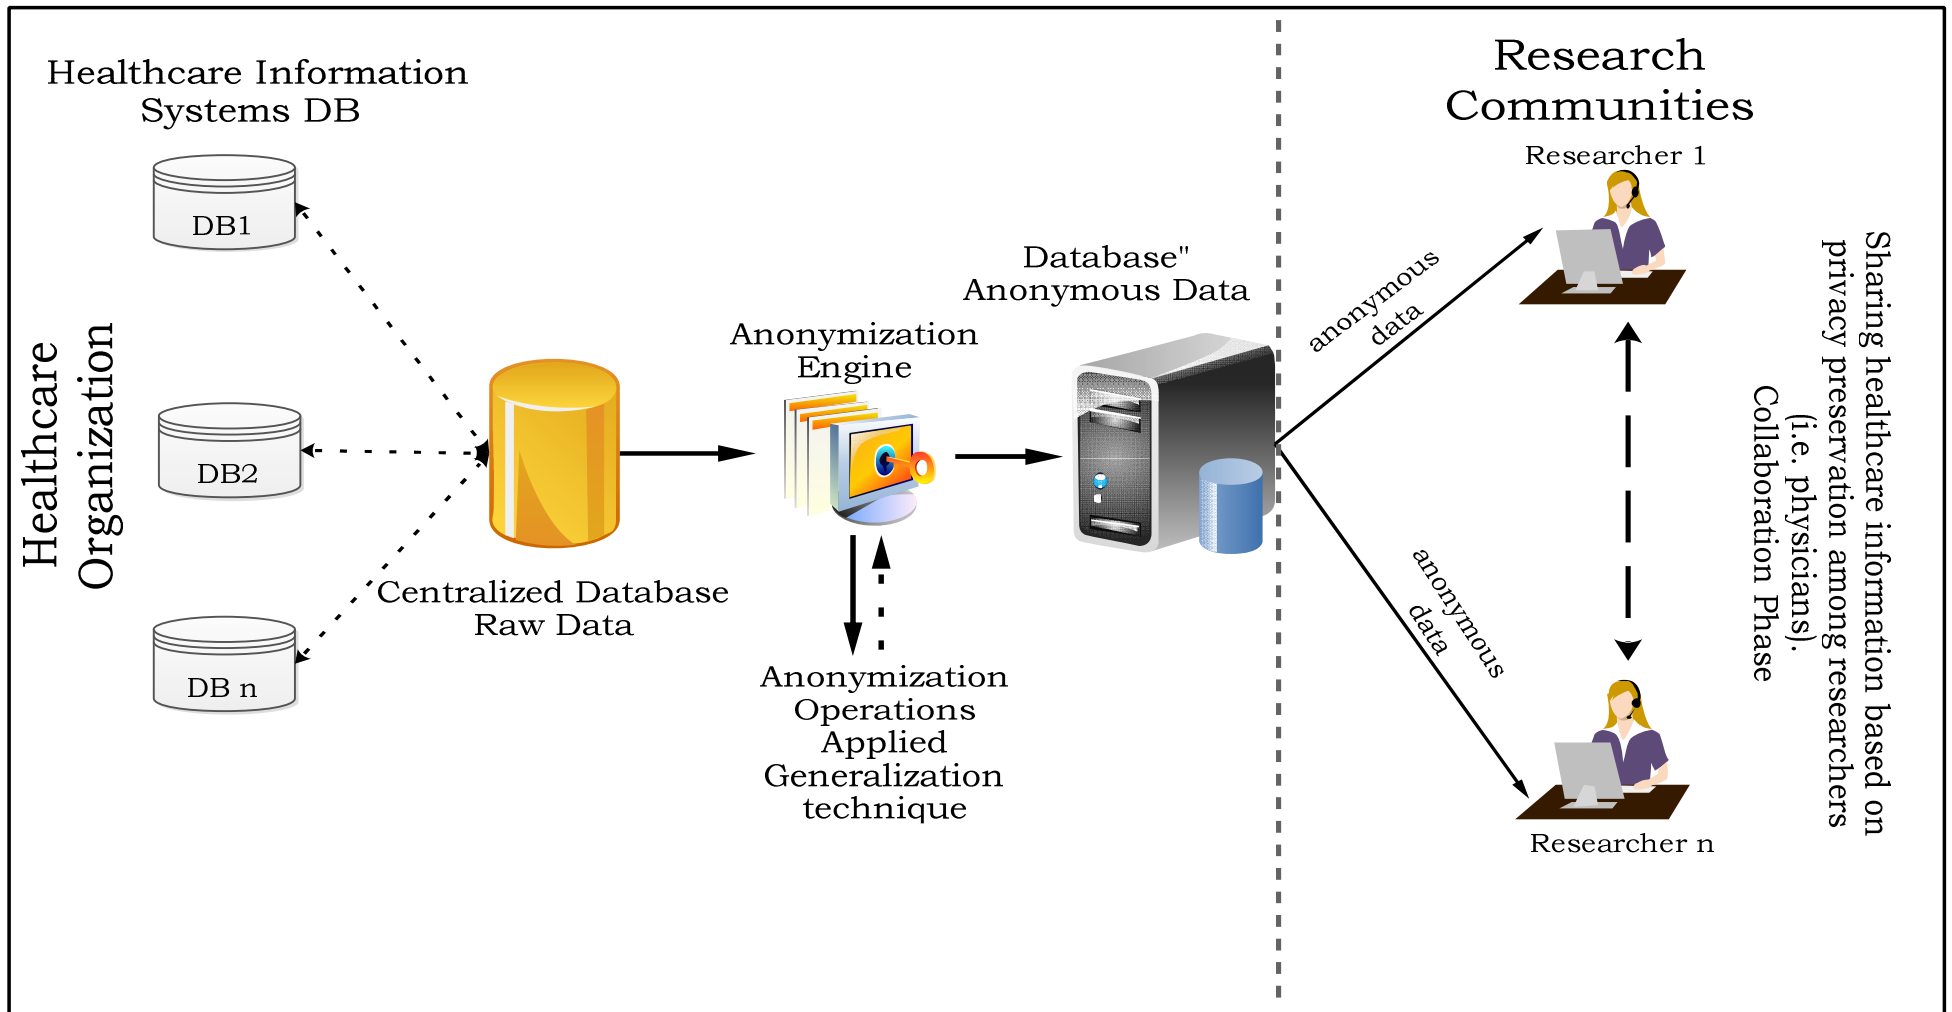 Healthcare Information
Systems DB
DB1
DB2
DB n
Healthcare
Organization
Centralized Database
Raw Data
Anonymization
Engine
Anonymization
Operations
Applied
Generalization
technique
Database"
Anonymous Data
anonymous
data
anonymous
data
Research
Communities
Researcher 1
Researcher n
Sharing healthcare information based on
privacy preservation among researchers
(i.e. physicians).
Collaboration Phase